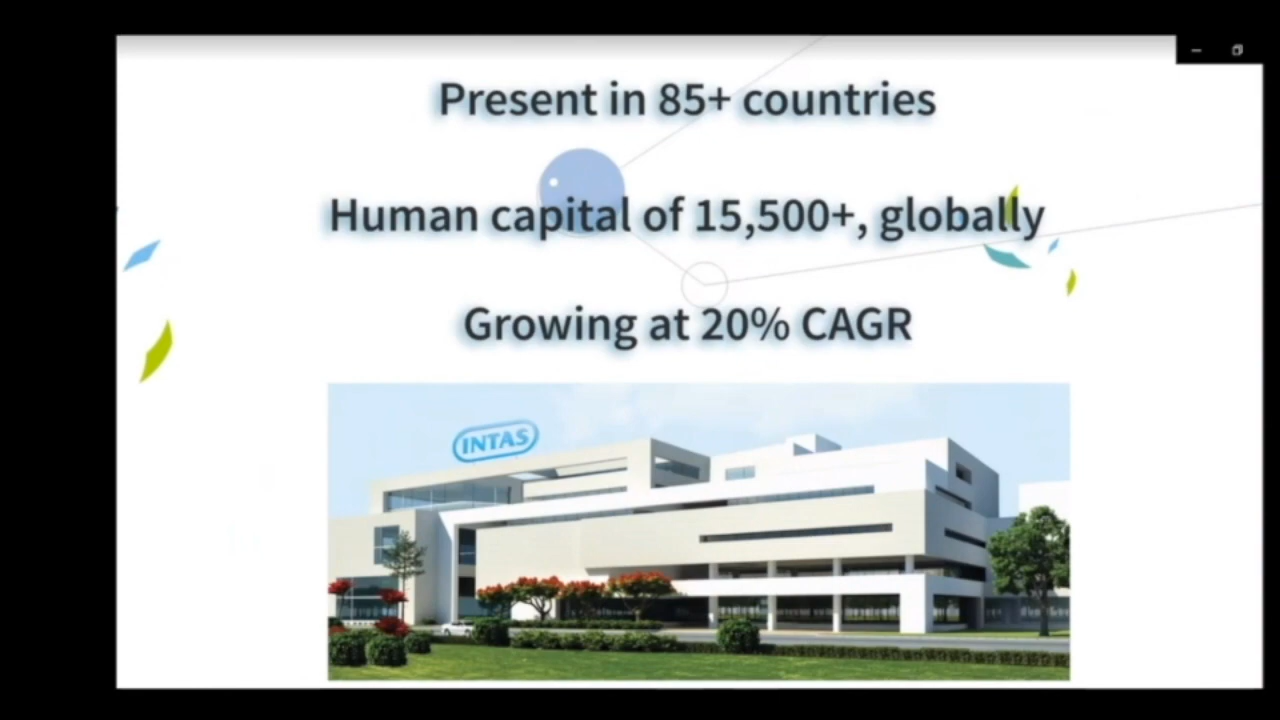 Present in 85+ countries
Human capital of 15,500+, globally
Growing at 20% CAGR
INTAS